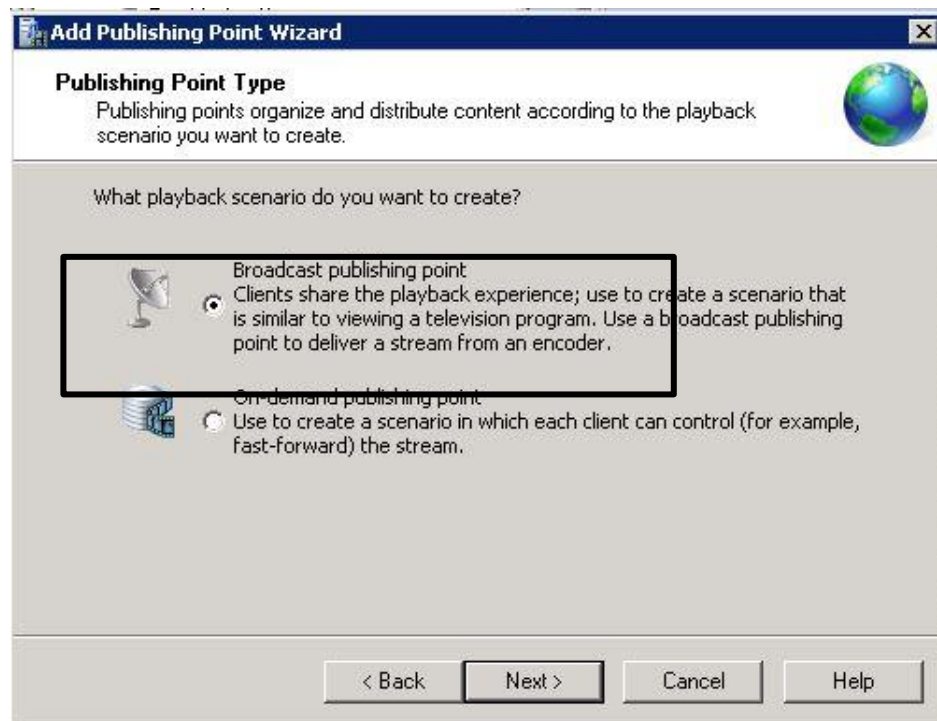 Add Publishing Point Wizard
Publishing Point Type
Publishing points organize and distribute content according to the playback
scenario you want to create.
What playback scenario do you want to create?
Broadcast publishing point
Clients share the playback experience; use to create a scenario that
is similar to viewing a television program. Use a broadcast publishing
point to deliver a stream from an encoder.
On-demand publishing point
Use to create a scenario in which each client can control (for example,
fast-forward) the stream.
< Back Next > Cancel Help